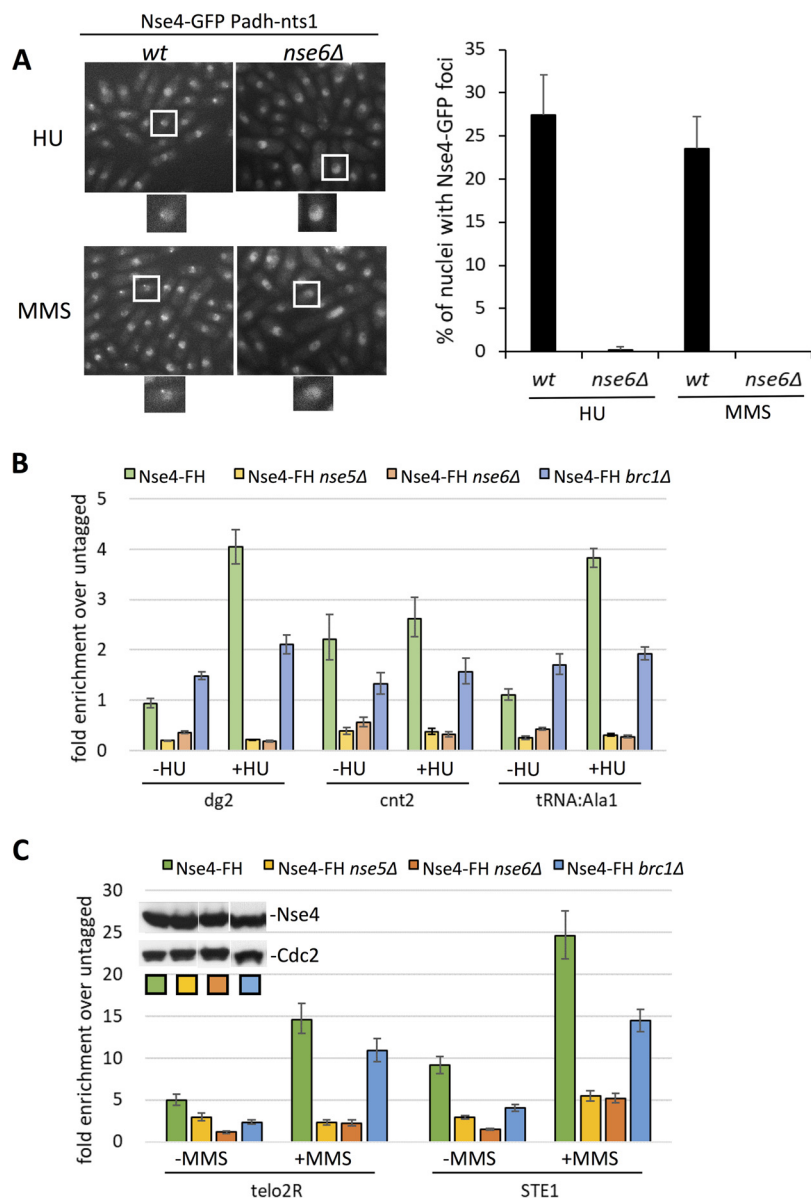 A
Nse4-GFP Padh-nts1
wt nse6Δ
HU
MMS
% of nuclei with Nse4-GFP foci
35
30
25
20
15
10
5
0
wt nse6Δ wt nse6Δ
HU MMS
B
Nse4-FH Nse4-FH nse5Δ Nse4-FH nse6Δ Nse4-FH brc1Δ
fold enrichment over untagged
5
4
3
2
1
0
-HU +HU -HU +HU -HU +HU
dg2 cnt2 tRNA:Ala1
C
Nse4-FH Nse4-FH nse5Δ Nse4-FH nse6Δ Nse4-FH brc1Δ
fold enrichment over untagged
30
25
20
15
10
5
0
-Nse4
-Cdc2
-MMS +MMS -MMS +MMS
telo2R STE1